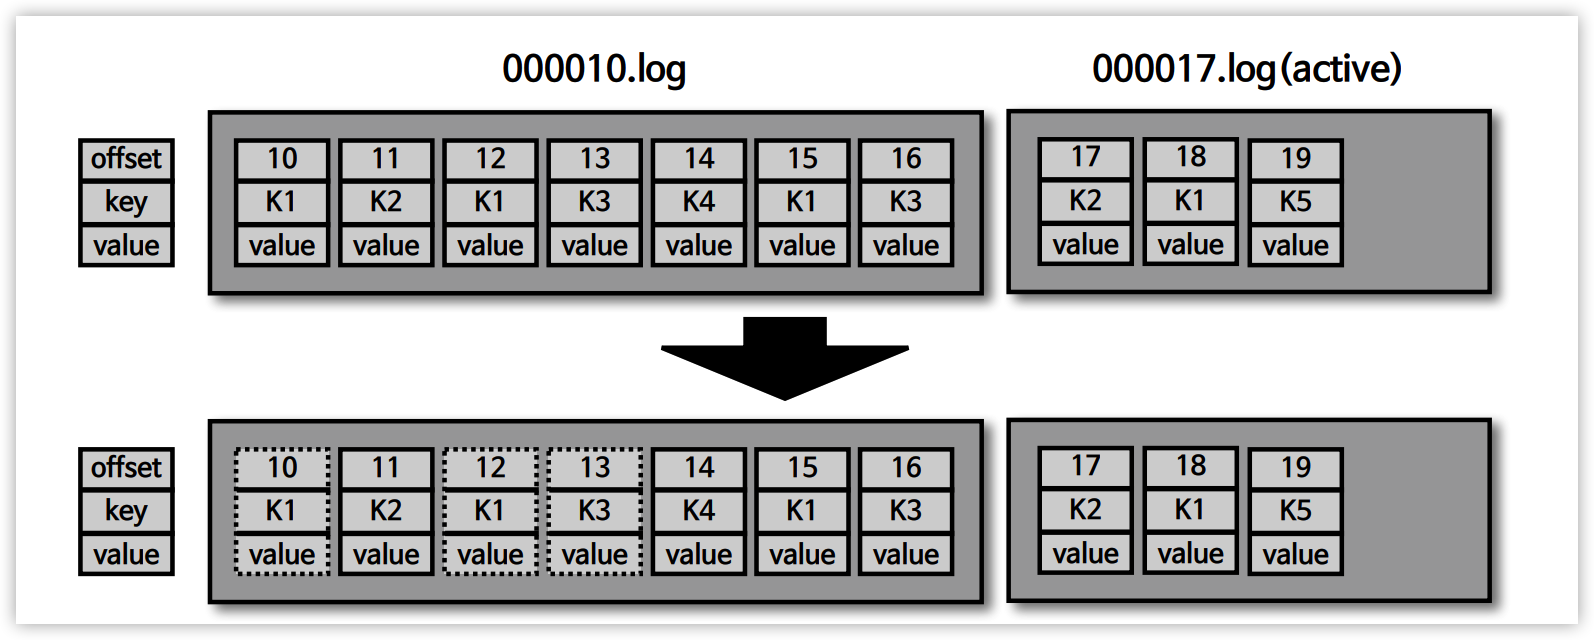 000010.log 000017.log(active)
offset 10 11 12 13 14 15 16 17 18 19
key K1 K2 K1 K3 K4 K1 K3 K2 K1 K5
value value value value value value value value value value value
offset 10 11 12 13 14 15 16 17 18 19
key K1 K2 K1 K3 K4 K1 K3 K2 K1 K5
value value value value value value value value value value value